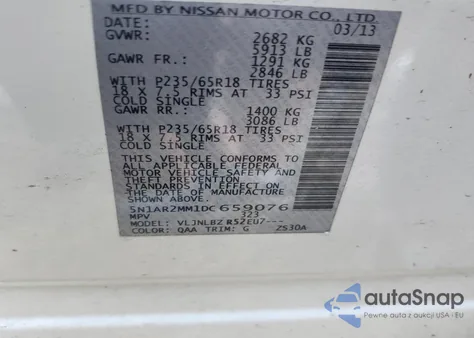 MFD BY NISSAN MOTOR CO., LTD.
DATE: 03/13
GVWR: 2682 KG
5913 LB
GAWR FR.: 1291 KG
2846 LB
WITH P235/65R18 TIRES
18 X 7.5 RIMS AT 33 PSI
COLD SINGLE
GAWR RR.: 1400 KG
3086 LB
WITH P235/65R18 TIRES
18 X 7.5 RIMS AT 33 PSI
COLD SINGLE
THIS VEHICLE CONFORMS TO
ALL APPLICABLE FEDERAL
MOTOR VEHICLE SAFETY AND
THEFT PREVENTION
STANDARDS IN EFFECT
ON THE DATE OF MANUFACTURE
SHOWN ABOVE
5N1AR2MM1DC659076
MPV 323
MODEL: VLJNLBZ R52EU7---
COLOR: QAA TRIM: G ZS30A
autoSnap
Pewne auta z aukcji USA i EU